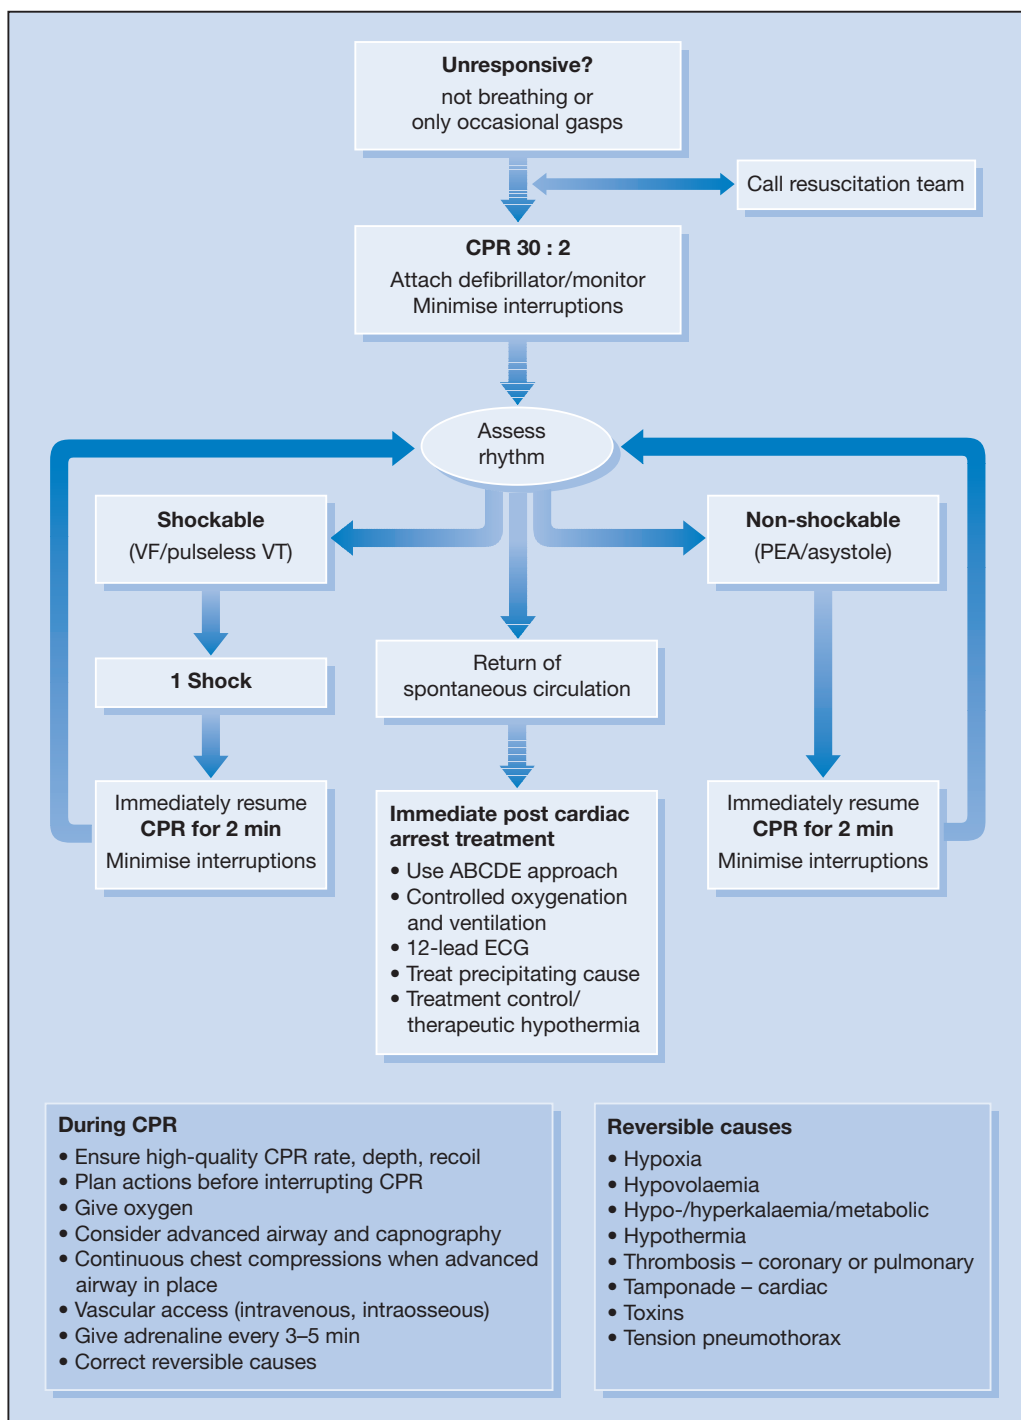 Unresponsive?
not breathing or
only occasional gasps
Call resuscitation team
CPR 30 : 2
Attach defibrillator/monitor
Minimise interruptions
Assess
rhythm
Shockable
(VF/pulseless VT)
Non-shockable
(PEA/asystole)
1 Shock
Return of
spontaneous circulation
Immediately resume
CPR for 2 min
Minimise interruptions
Immediate post cardiac
arrest treatment
• Use ABCDE approach
• Controlled oxygenation
and ventilation
• 12-lead ECG
• Treat precipitating cause
• Treatment control/
therapeutic hypothermia
Immediately resume
CPR for 2 min
Minimise interruptions
During CPR
• Ensure high-quality CPR rate, depth, recoil
• Plan actions before interrupting CPR
• Give oxygen
• Consider advanced airway and capnography
• Continuous chest compressions when advanced
airway in place
• Vascular access (intravenous, intraosseous)
• Give adrenaline every 3–5 min
• Correct reversible causes
Reversible causes
• Hypoxia
• Hypovolaemia
• Hypo-/hyperkalaemia/metabolic
• Hypothermia
• Thrombosis – coronary or pulmonary
• Tamponade – cardiac
• Toxins
• Tension pneumothorax